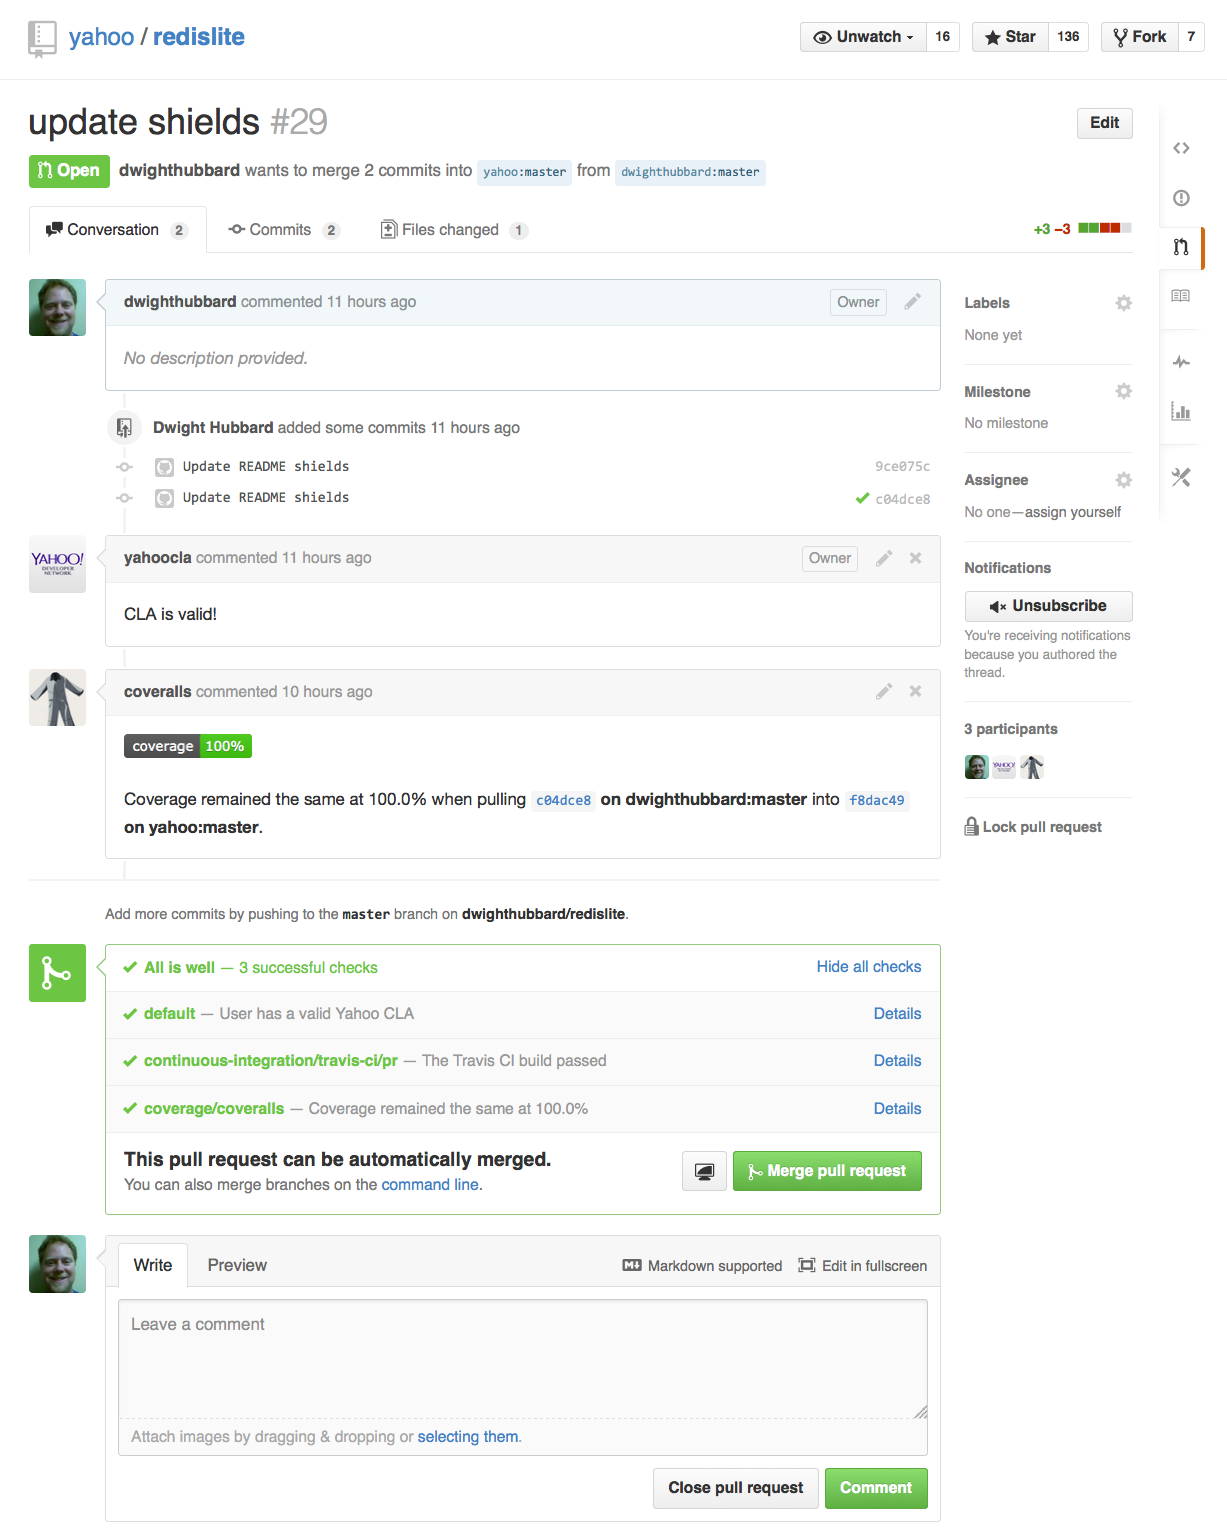 yahoo / redislite
Unwatch 16 Star 136 Fork 7
update shields #29
Edit
Open dwighthubbard wants to merge 2 commits into yahoo:master from dwighthubbard:master
Conversation 2 Commits 2 Files changed 1 +3 −3
dwighthubbard commented 11 hours ago Owner
No description provided.
Dwight Hubbard added some commits 11 hours ago
Update README shields 9ce075c
Update README shields c04dce8
YAHOO!
DEVELOPER
NETWORK
yahoocla commented 11 hours ago Owner
CLA is valid!
coveralls commented 10 hours ago
coverage 100%
Coverage remained the same at 100.0% when pulling c04dce8 on dwighthubbard:master into f8dac49
on yahoo:master.
Add more commits by pushing to the master branch on dwighthubbard/redislite.
All is well — 3 successful checks Hide all checks
default — User has a valid Yahoo CLA Details
continuous-integration/travis-ci/pr — The Travis CI build passed Details
coverage/coveralls — Coverage remained the same at 100.0% Details
This pull request can be automatically merged.
You can also merge branches on the command line.
Merge pull request
Write Preview Markdown supported Edit in fullscreen
Leave a comment
Attach images by dragging & dropping or selecting them.
Close pull request Comment
Labels
None yet
Milestone
No milestone
Assignee
No one—assign yourself
Notifications
Unsubscribe
You're receiving notifications
because you authored the
thread.
3 participants
YAHOO!
Lock pull request